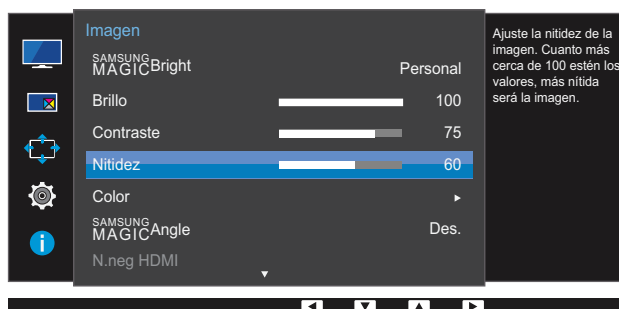 Imagen
SAMSUNG
MAGICBright Personal
Brillo 100
Contraste 75
Nitidez 60
Color
SAMSUNG
MAGICAngle Des.
N.neg HDMI
Ajuste la nitidez de la
imagen. Cuanto más
cerca de 100 estén los
valores, más nítida
será la imagen.